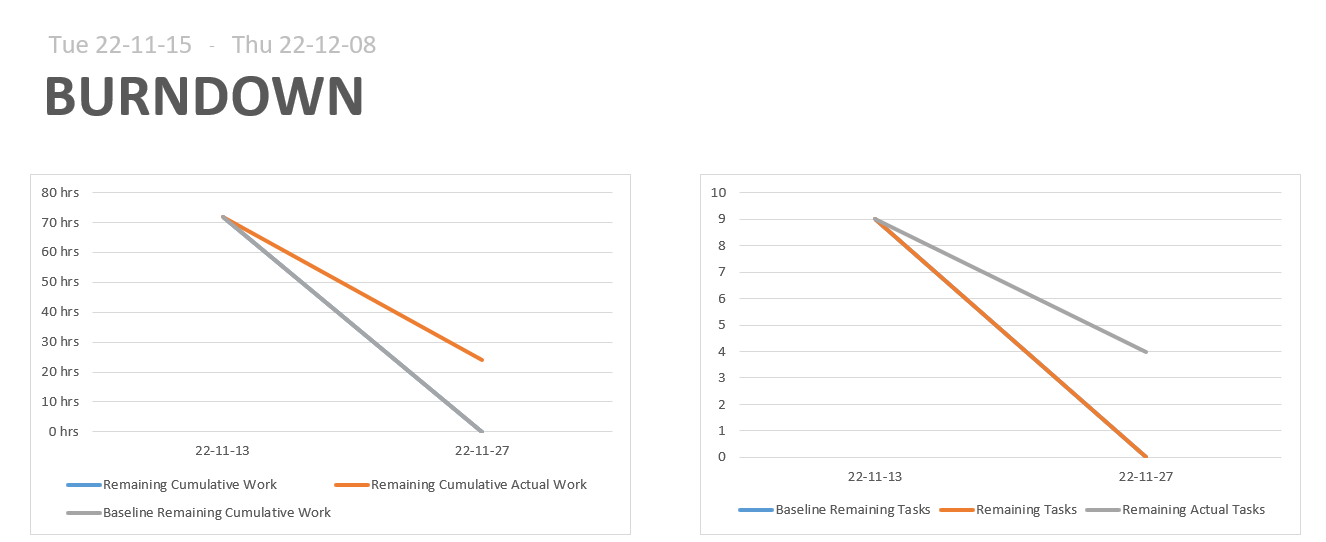 Tue 22-11-15 - Thu 22-12-08
BURNDOWN
80 hrs
70 hrs
60 hrs
50 hrs
40 hrs
30 hrs
20 hrs
10 hrs
0 hrs
22-11-13 22-11-27
Remaining Cumulative Work Remaining Cumulative Actual Work
Baseline Remaining Cumulative Work
10
9
8
7
6
5
4
3
2
1
0
22-11-13 22-11-27
Baseline Remaining Tasks Remaining Tasks Remaining Actual Tasks